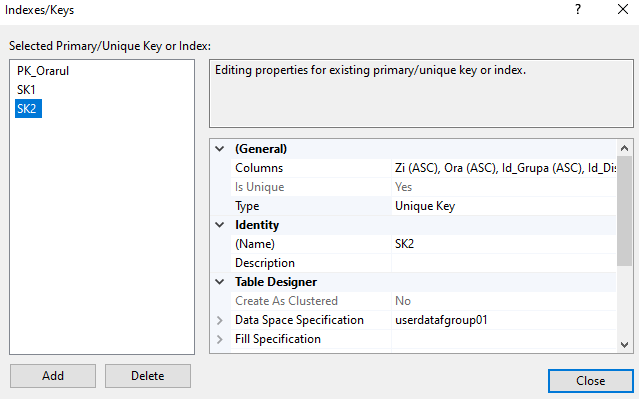 Indexes/Keys
Selected Primary/Unique Key or Index:
PK_Orarul
SK1
SK2
Editing properties for existing primary/unique key or index.
(General)
Columns Zi (ASC), Ora (ASC), Id_Grupa (ASC), Id_Dis
Is Unique Yes
Type Unique Key
Identity
(Name) SK2
Description
Table Designer
Create As Clustered No
Data Space Specification userdatafgroup01
Fill Specification
Add Delete
Close